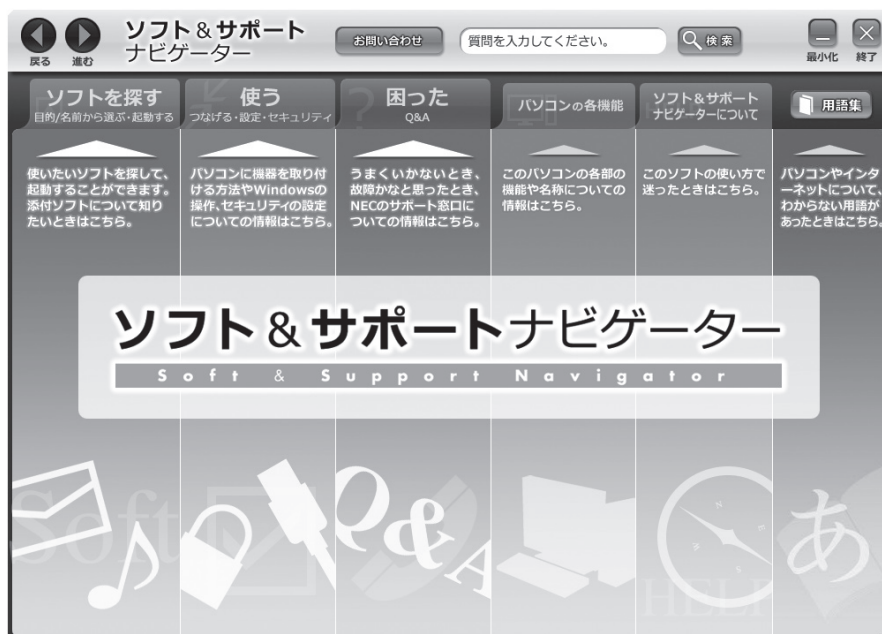 戻る
進む
ソフト&サポート
ナビゲーター
お問い合わせ
質問を入力してください。
検索
最小化
終了
ソフトを探す
目的/名前から選ぶ・起動する
使う
つなげる・設定・セキュリティ
困った
Q&A
パソコンの各機能
ソフト&サポート
ナビゲーターについて
用語集
使いたいソフトを探して、
起動することができます。
添付ソフトについて知り
たいときはこちら。
パソコンに機器を取り付
ける方法やWindowsの
操作、セキュリティの設定
についての情報はこちら。
うまくいかないとき、
故障かなと思ったとき、
NECのサポート窓口に
ついての情報はこちら。
このパソコンの各部の
機能や名称についての
情報はこちら。
このソフトの使い方で
迷ったときはこちら。
パソコンやインタ
ーネットについて、
わからない用語が
あったときはこちら。
ソフト&サポートナビゲーター
Soft & Support Navigator
Soft
Q&A
N
E
S
W
HELP
あ